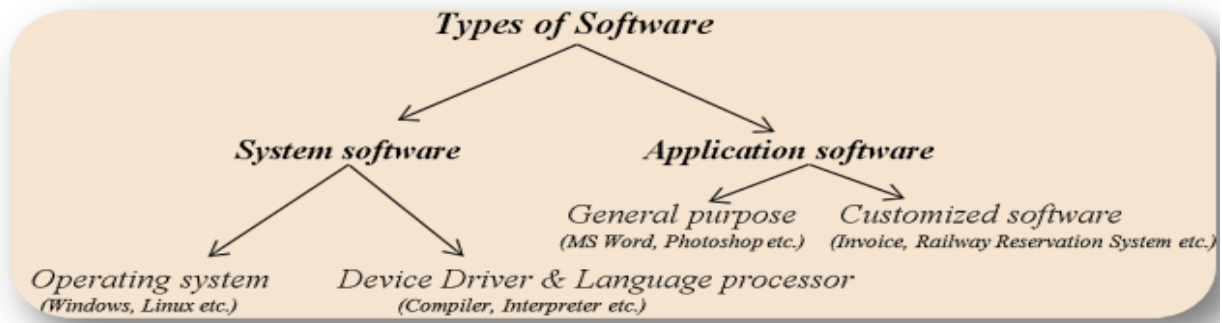 Types of Software
System software
Application software
General purpose
(MS Word, Photoshop etc.)
Customized software
(Invoice, Railway Reservation System etc.)
Operating system
(Windows, Linux etc.)
Device Driver & Language processor
(Compiler, Interpreter etc.)